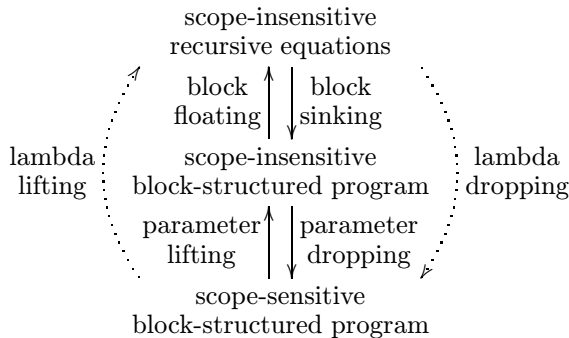 scope-insensitive
recursive equations
block
floating
block
sinking
lambda
lifting
scope-insensitive
block-structured program
lambda
dropping
parameter
lifting
parameter
dropping
scope-sensitive
block-structured program